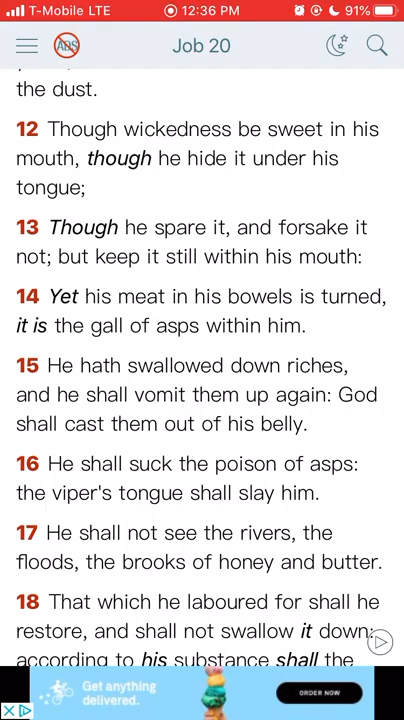 T-Mobile LTE 12:36 PM 91%
ADS Job 20
the dust.
12 Though wickedness be sweet in his
mouth, though he hide it under his
tongue;
13 Though he spare it, and forsake it
not; but keep it still within his mouth:
14 Yet his meat in his bowels is turned,
it is the gall of asps within him.
15 He hath swallowed down riches,
and he shall vomit them up again: God
shall cast them out of his belly.
16 He shall suck the poison of asps:
the viper's tongue shall slay him.
17 He shall not see the rivers, the
floods, the brooks of honey and butter.
18 That which he laboured for shall he
restore, and shall not swallow it down:
according to his substance shall the
Get anything
delivered.
ORDER NOW